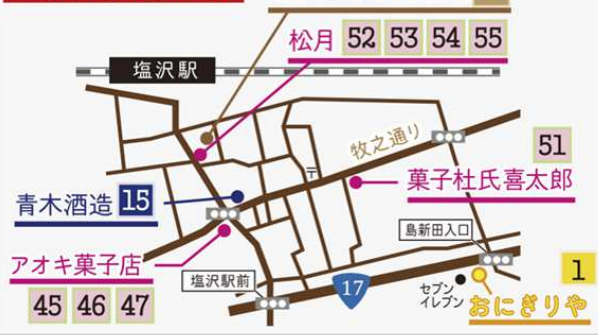 松月 52 53 54 55
塩沢駅
牧之通り
51
〒
菓子杜氏喜太郎
青木酒造 15
島新田入口
アオキ菓子店
塩沢駅前
17
セブン
イレブン
1
おにぎりや
45 46 47